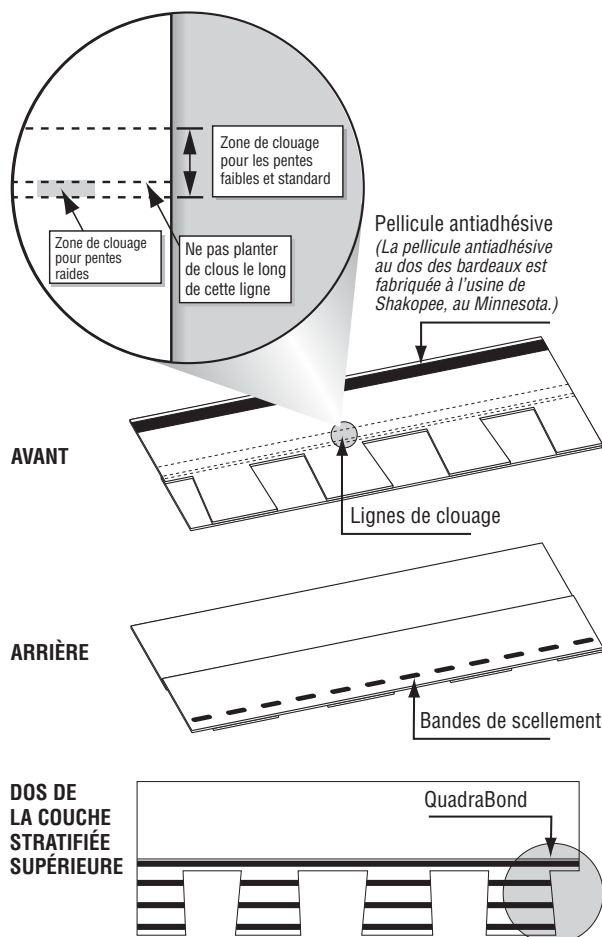 Zone de clouage
pour les pentes
faibles et standard
Zone de clouage
pour pentes
raides
Ne pas planter
de clous le long
de cette ligne
Pellicule antiadhésive
(La pellicule antiadhésive
au dos des bardeaux est
fabriquée à l'usine de
Shakopee, au Minnesota.)
AVANT
Lignes de clouage
ARRIÈRE
Bandes de scellement
DOS DE
LA COUCHE
STRATIFIÉE
SUPÉRIEURE
QuadraBond